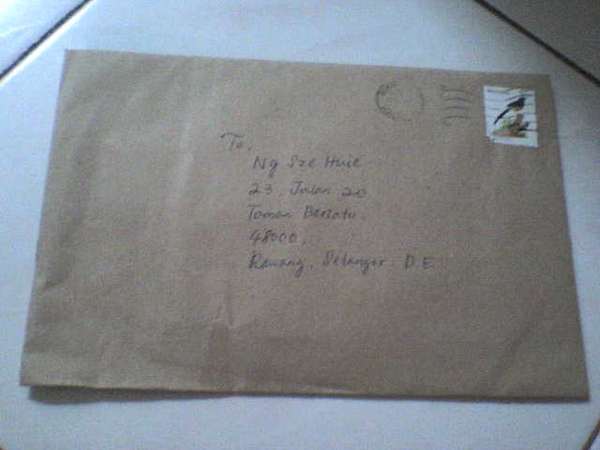 To,
Ng Sze Huie
23, Jalan 20
Taman Bersatu,
48000,
Rawang, Selangor. D.E.